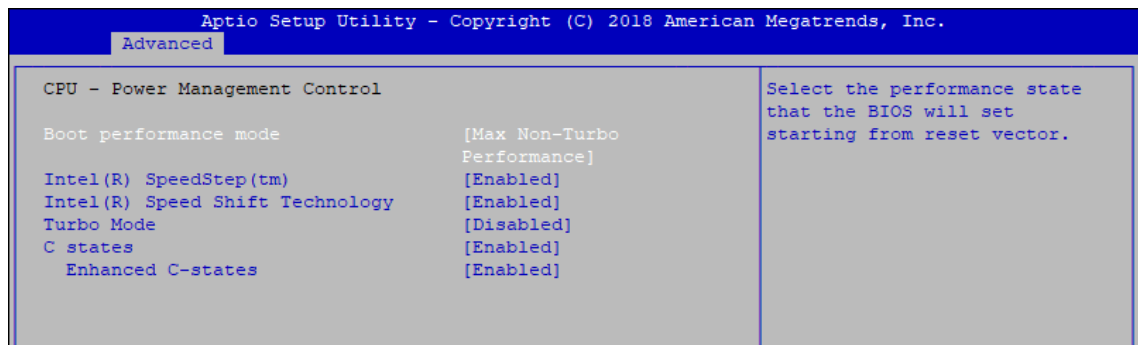 Aptio Setup Utility - Copyright (C) 2018 American Megatrends, Inc.
Advanced
CPU - Power Management Control
Boot performance mode [Max Non-Turbo
Performance]
Intel(R) SpeedStep(tm) [Enabled]
Intel(R) Speed Shift Technology [Enabled]
Turbo Mode [Disabled]
C states [Enabled]
Enhanced C-states [Enabled]
Select the performance state
that the BIOS will set
starting from reset vector.